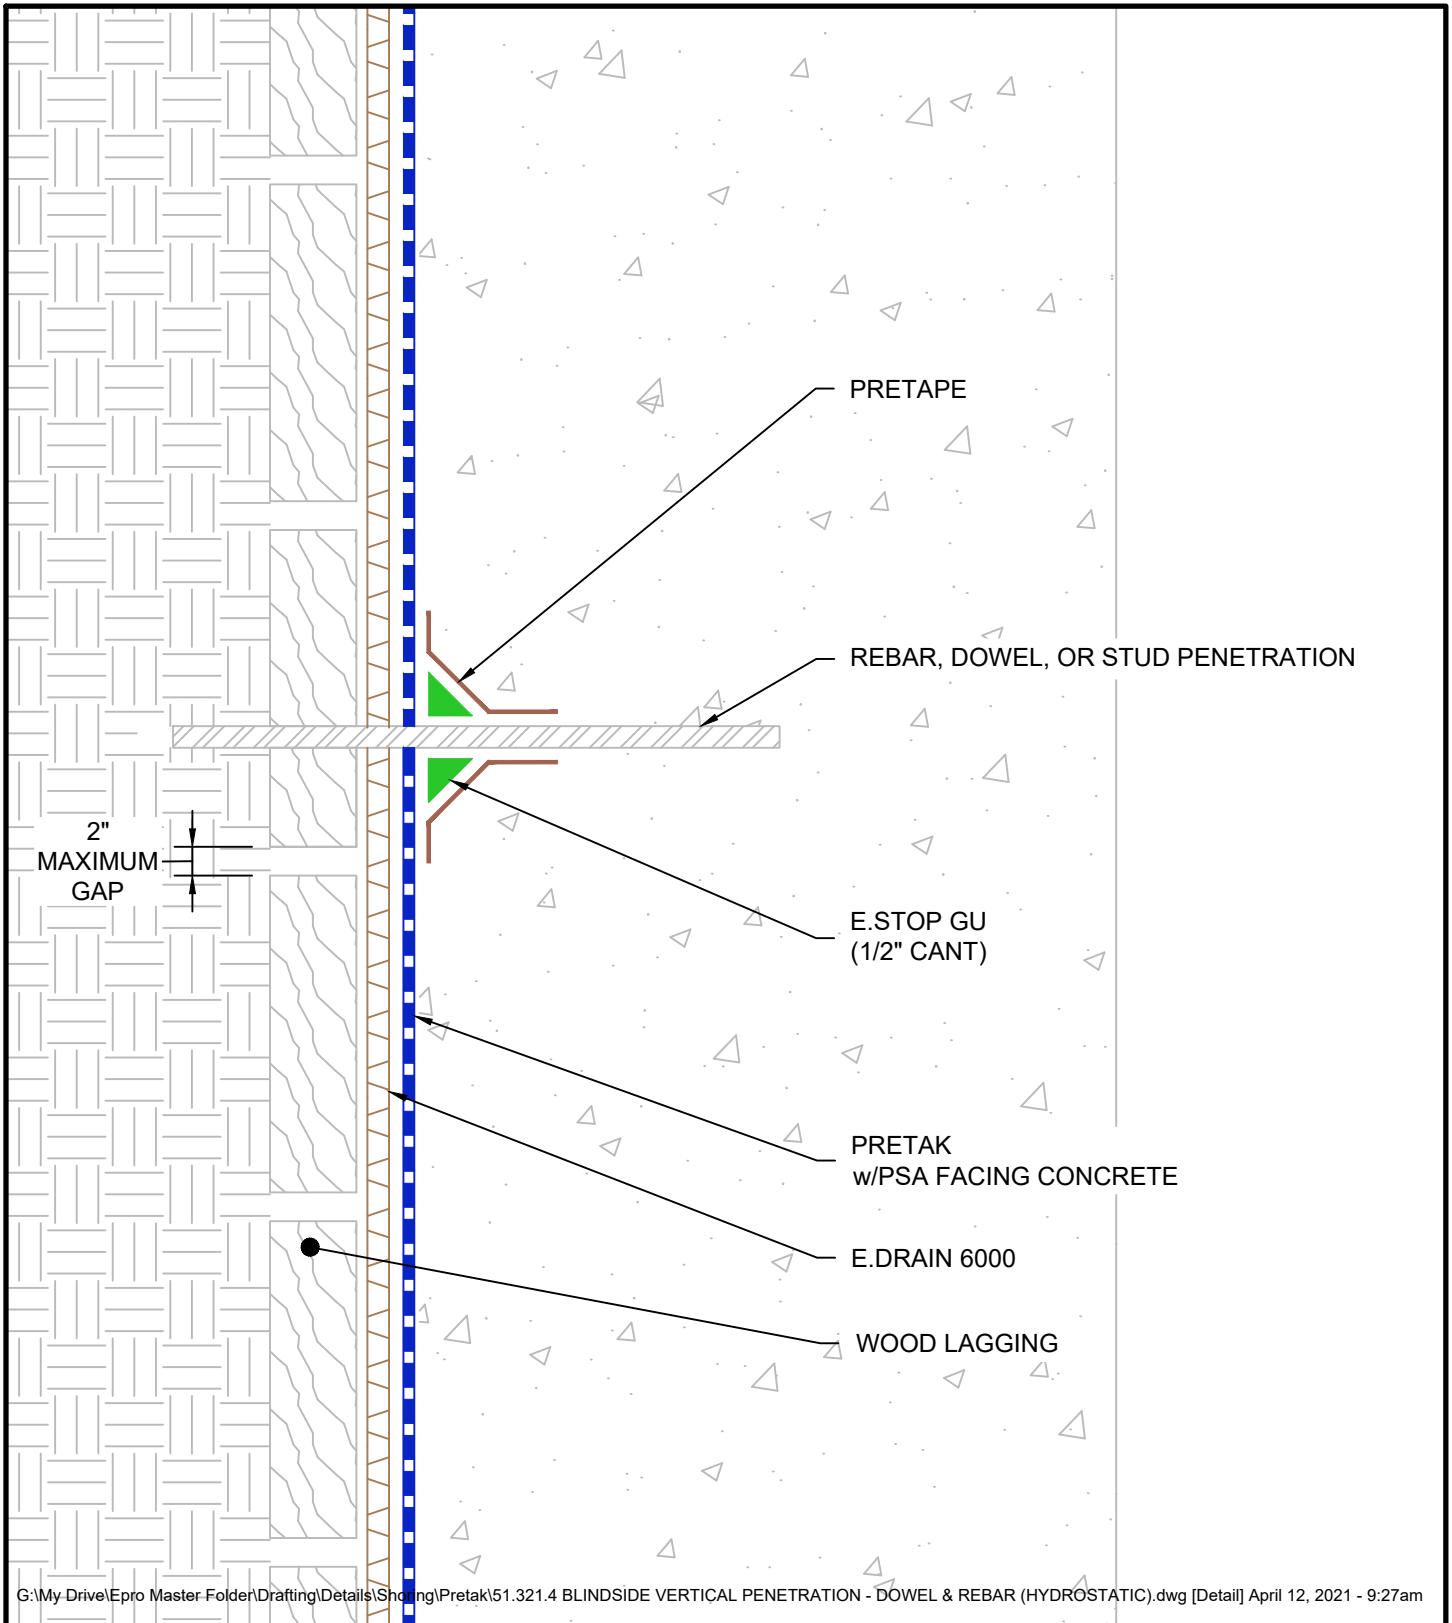 PRETAPE
REBAR, DOWEL, OR STUD PENETRATION
2"
MAXIMUM
GAP
E.STOP GU
(1/2" CANT)
PRETAK
w/PSA FACING CONCRETE
E.DRAIN 6000
WOOD LAGGING
G:\My Drive\Epro Master Folder\Drafting\Details\Shoring\Pretak\51.321.4 BLINDSIDE VERTICAL PENETRATION - DOWEL & REBAR (HYDROSTATIC).dwg [Detail] April 12, 2021 - 9:27am